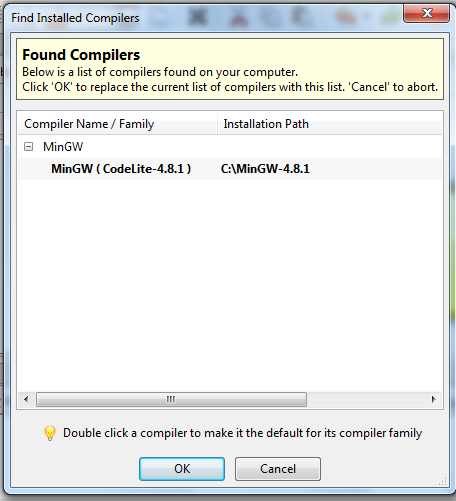 Find Installed Compilers
Found Compilers
Below is a list of compilers found on your computer.
Click 'OK' to replace the current list of compilers with this list. 'Cancel' to abort.
Compiler Name / Family Installation Path
MinGW
MinGW ( CodeLite-4.8.1 ) C:\MinGW-4.8.1
Double click a compiler to make it the default for its compiler family
OK Cancel